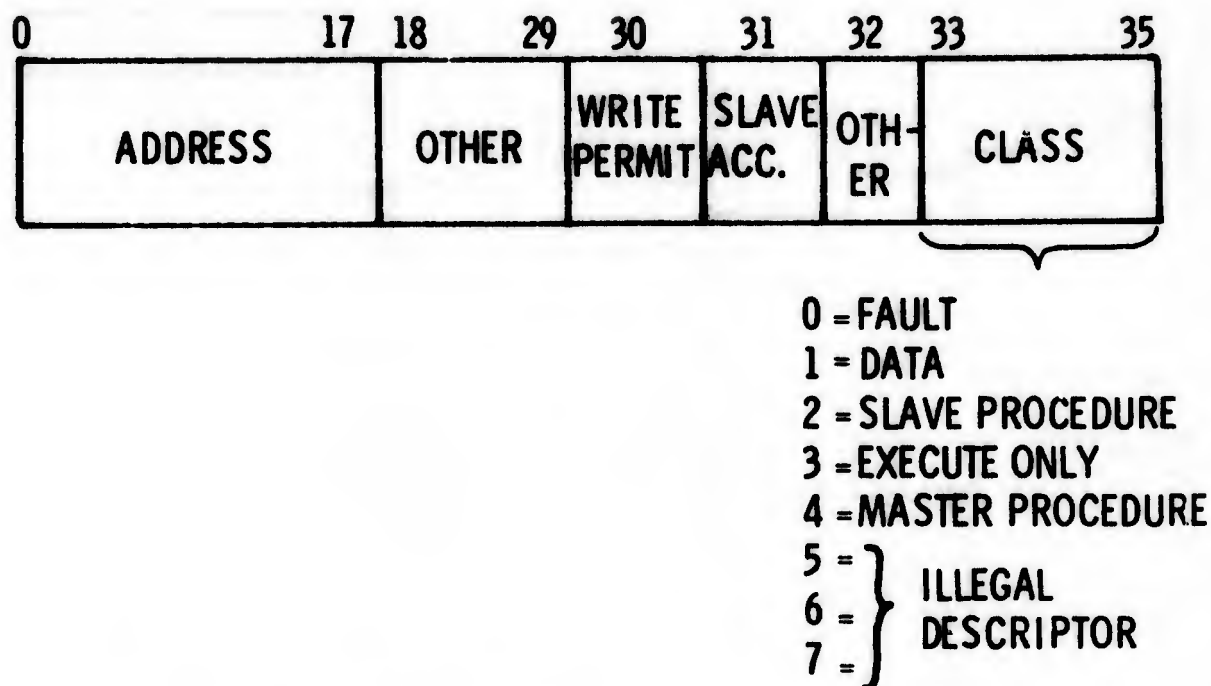 0 17 18 29 30 31 32 33 35
ADDRESS OTHER WRITE PERMIT SLAVE ACC. OTH-ER CLASS
0 = FAULT
1 = DATA
2 = SLAVE PROCEDURE
3 = EXECUTE ONLY
4 = MASTER PROCEDURE
5 =
6 =
7 =
ILLEGAL
DESCRIPTOR